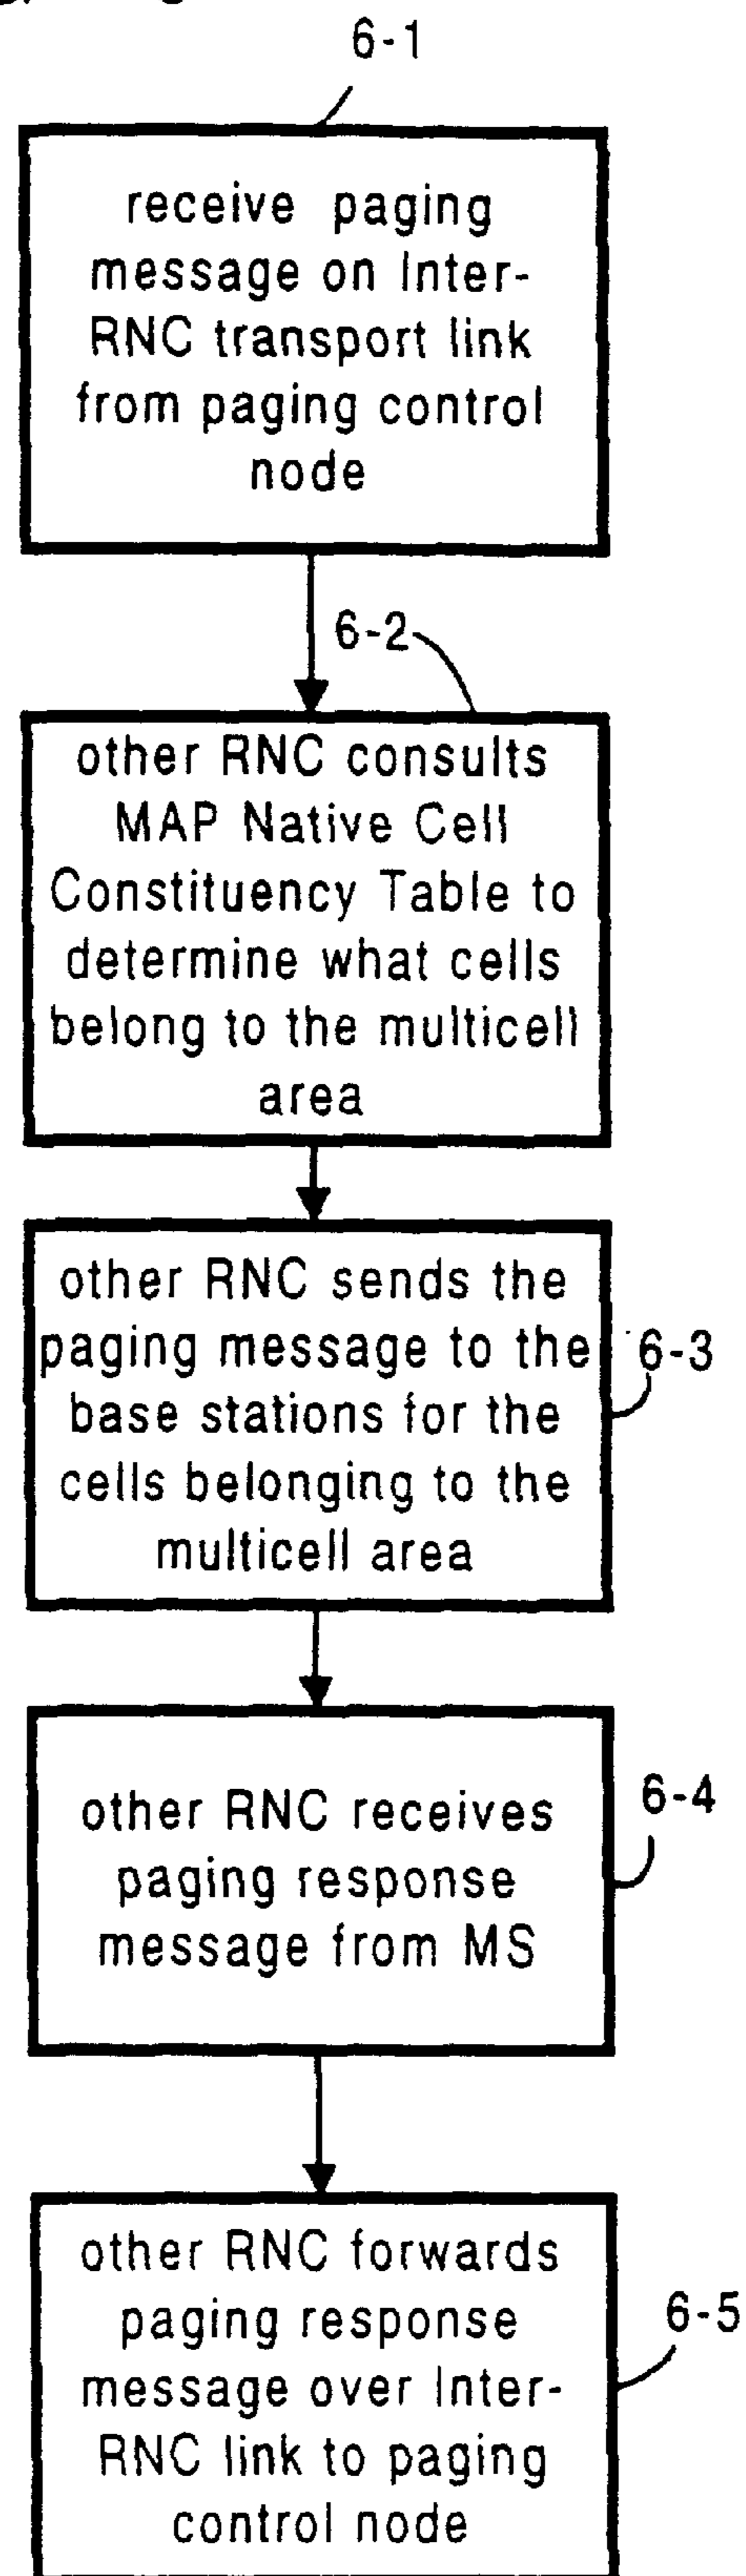 6-1
receive paging
message on Inter-
RNC transport link
from paging control
node
6-2
other RNC consults
MAP Native Cell
Constituency Table to
determine what cells
belong to the multicell
area
other RNC sends the
paging message to the
base stations for the
cells belonging to the
multicell area
6-3
other RNC receives
paging response
message from MS
6-4
other RNC forwards
paging response
message over Inter-
RNC link to paging
control node
6-5